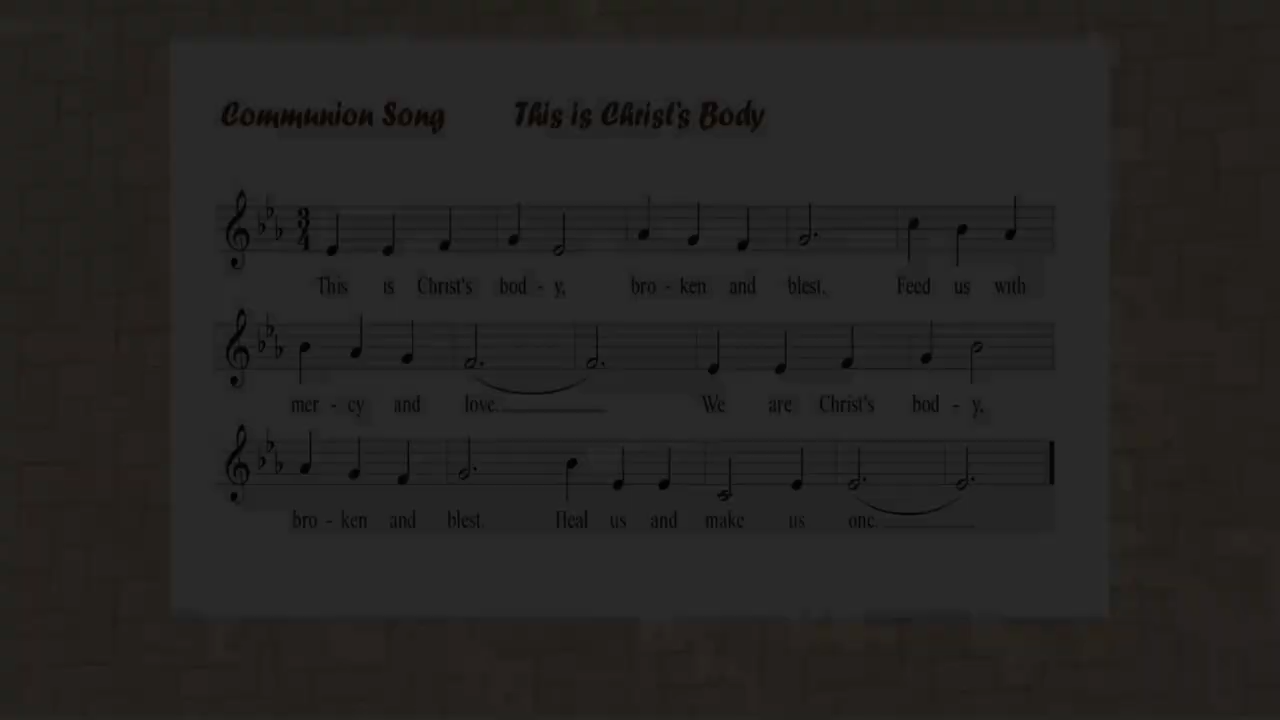 Communion Song This is Christ's Body
This is Christ's bod - y, bro - ken and blest. Feed us with
mer - cy and love. We are Christ's bod - y,
bro - ken and blest. Heal us and make us one.